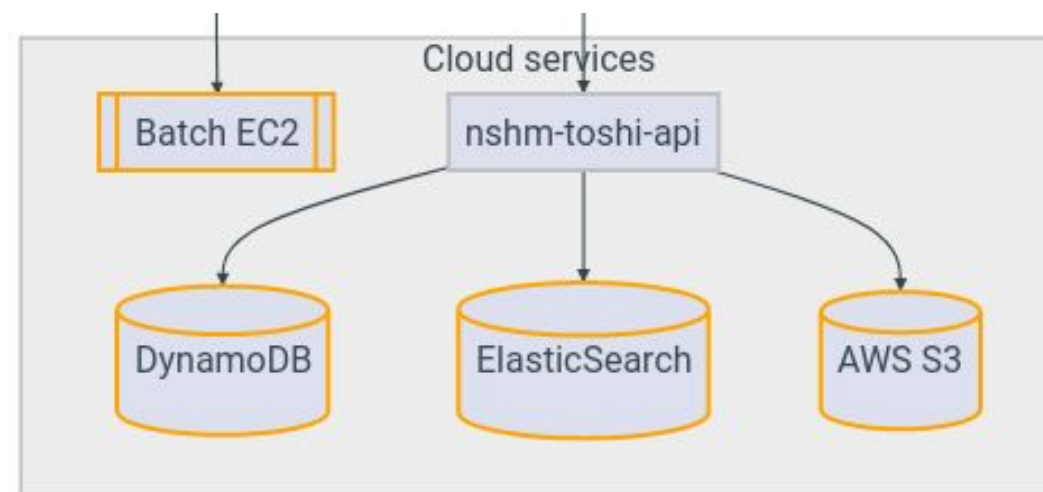 Cloud services
Batch EC2
nshm-toshi-api
DynamoDB
ElasticSearch
AWS S3